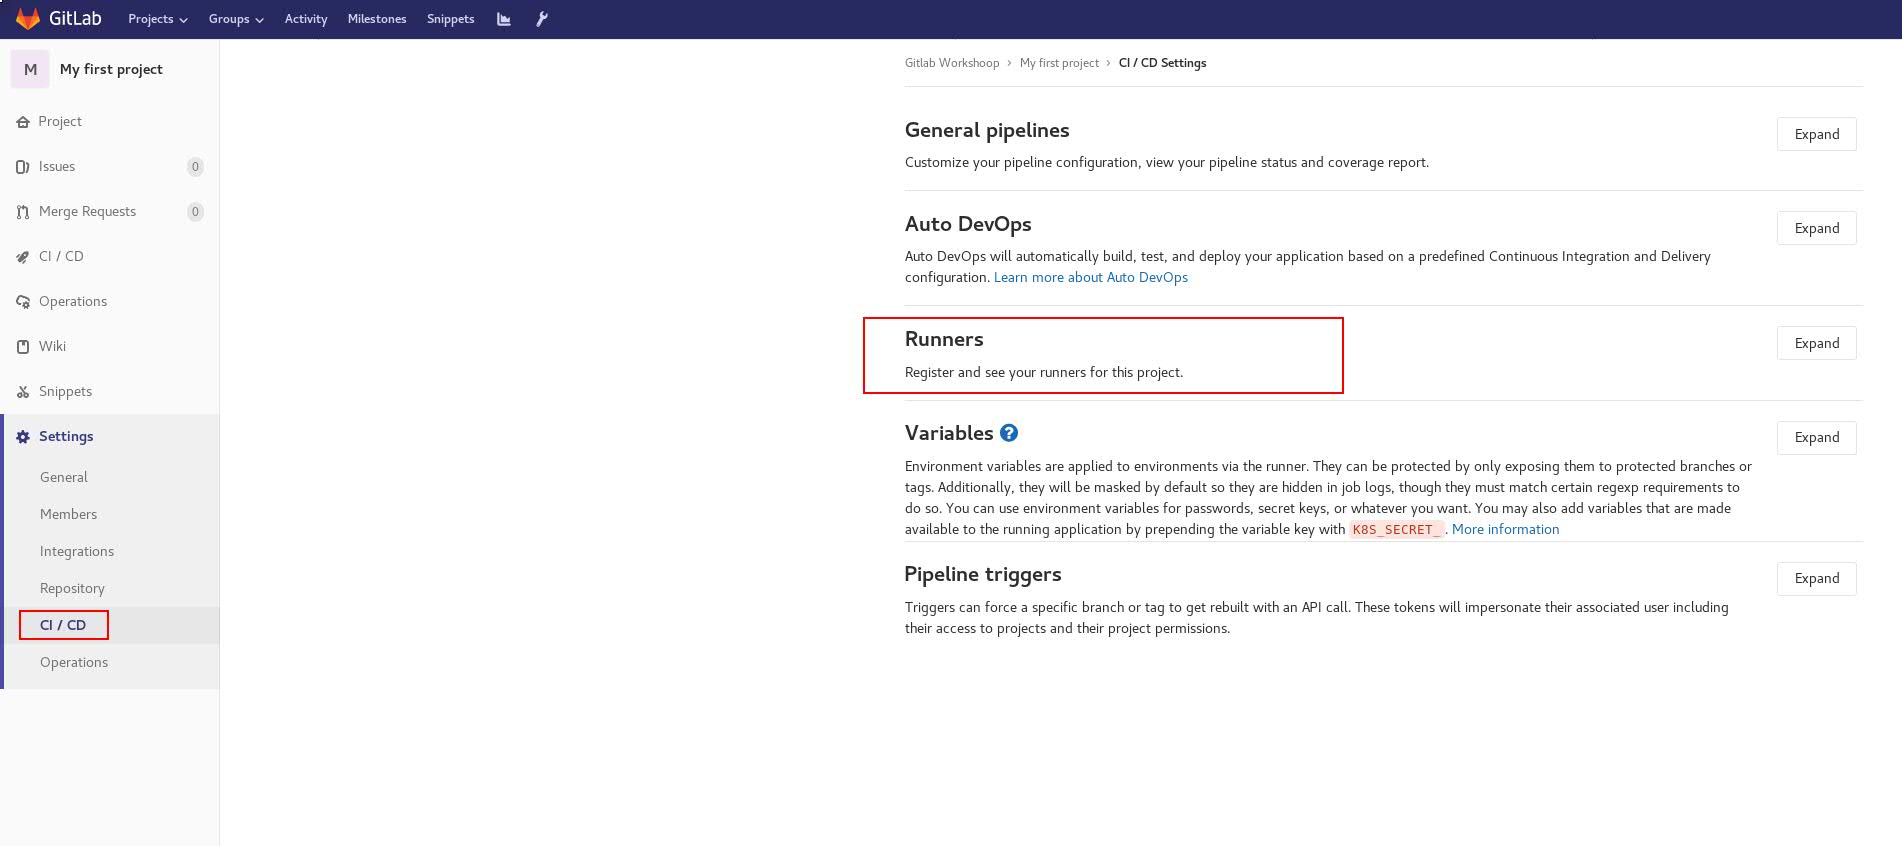 GitLab Projects Groups Activity Milestones Snippets
M My first project
Project
Issues 0
Merge Requests 0
CI / CD
Operations
Wiki
Snippets
Settings
General
Members
Integrations
Repository
CI / CD
Operations
Gitlab Workshoop › My first project › CI / CD Settings
General pipelines
Expand
Customize your pipeline configuration, view your pipeline status and coverage report.
Auto DevOps
Expand
Auto DevOps will automatically build, test, and deploy your application based on a predefined Continuous Integration and Delivery
configuration. Learn more about Auto DevOps
Runners
Expand
Register and see your runners for this project.
Variables ?
Expand
Environment variables are applied to environments via the runner. They can be protected by only exposing them to protected branches or
tags. Additionally, they will be masked by default so they are hidden in job logs, though they must match certain regexp requirements to
do so. You can use environment variables for passwords, secret keys, or whatever you want. You may also add variables that are made
available to the running application by prepending the variable key with K8S_SECRET_. More information
Pipeline triggers
Expand
Triggers can force a specific branch or tag to get rebuilt with an API call. These tokens will impersonate their associated user including
their access to projects and their project permissions.